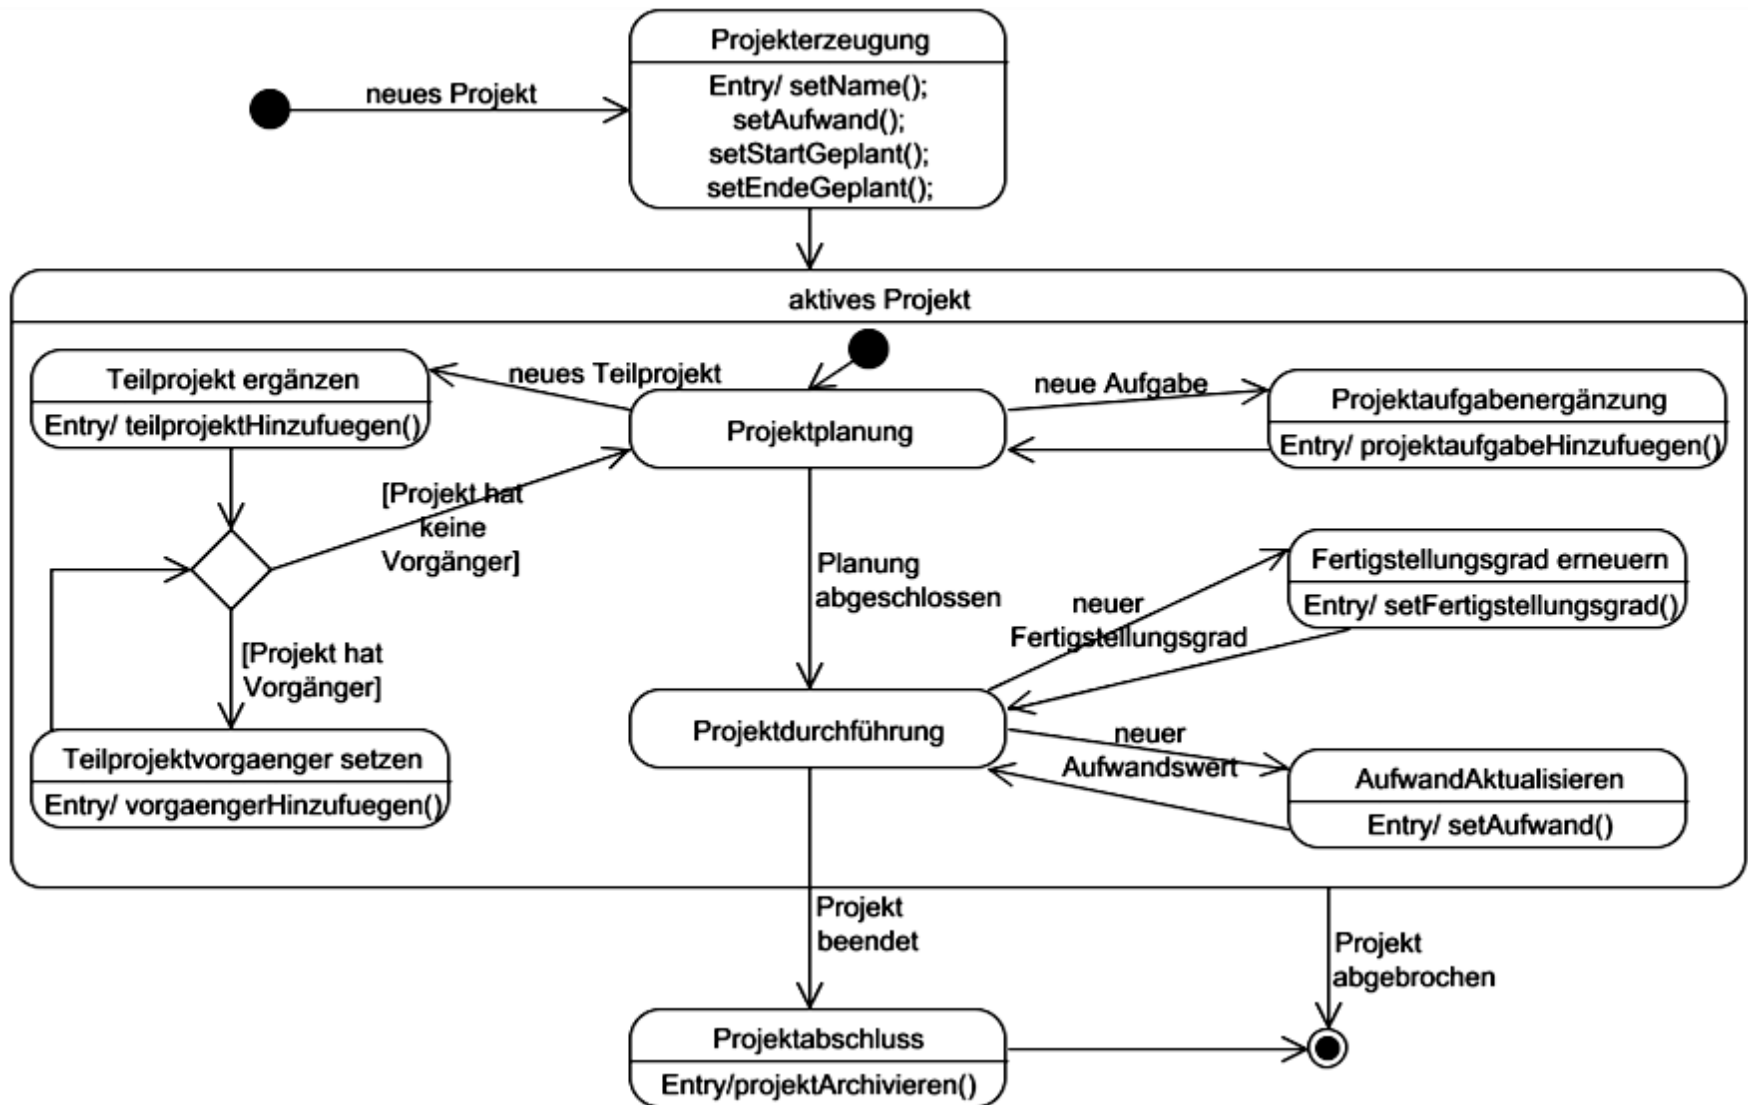 Projekterzeugung
neues Projekt
Entry/ setName();
setAufwand();
setStartGeplant();
setEndeGeplant();
aktives Projekt
Teilprojekt ergänzen
Entry/ teilprojektHinzufuegen()
neues Teilprojekt
Projektplanung
neue Aufgabe
Projektaufgabenergänzung
Entry/ projektaufgabeHinzufuegen()
[Projekt hat
keine
Vorgänger]
Planung
abgeschlossen
neuer
Fertigstellungsgrad
Fertigstellungsgrad erneuern
Entry/ setFertigstellungsgrad()
[Projekt hat
Vorgänger]
Teilprojektvorgaenger setzen
Entry/ vorgaengerHinzufuegen()
Projektdurchführung
neuer
Aufwandswert
AufwandAktualisieren
Entry/ setAufwand()
Projekt
beendet
Projekt
abgebrochen
Projektabschluss
Entry/projektArchivieren()